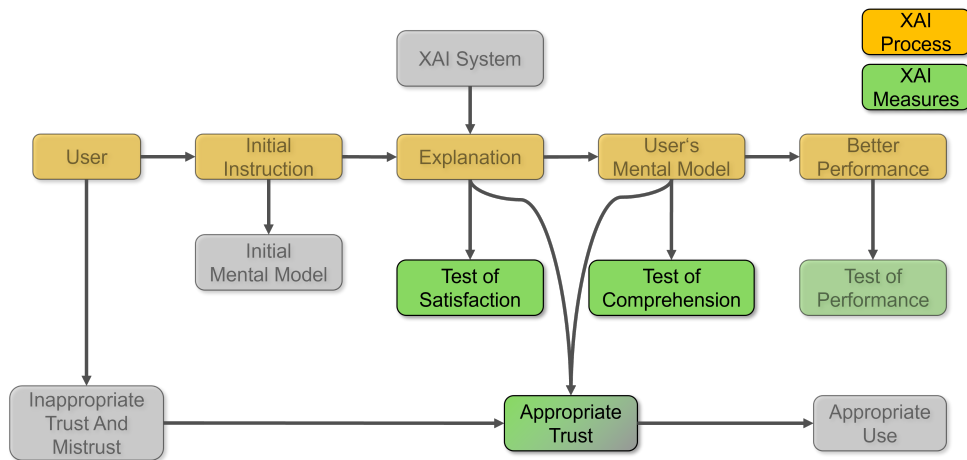 XAI
Process
XAI System
XAI
Measures
User
Initial
Instruction
Explanation
User‘s
Mental Model
Better
Performance
Initial
Mental Model
Test of
Satisfaction
Test of
Comprehension
Test of
Performance
Inappropriate
Trust And
Mistrust
Appropriate
Trust
Appropriate
Use